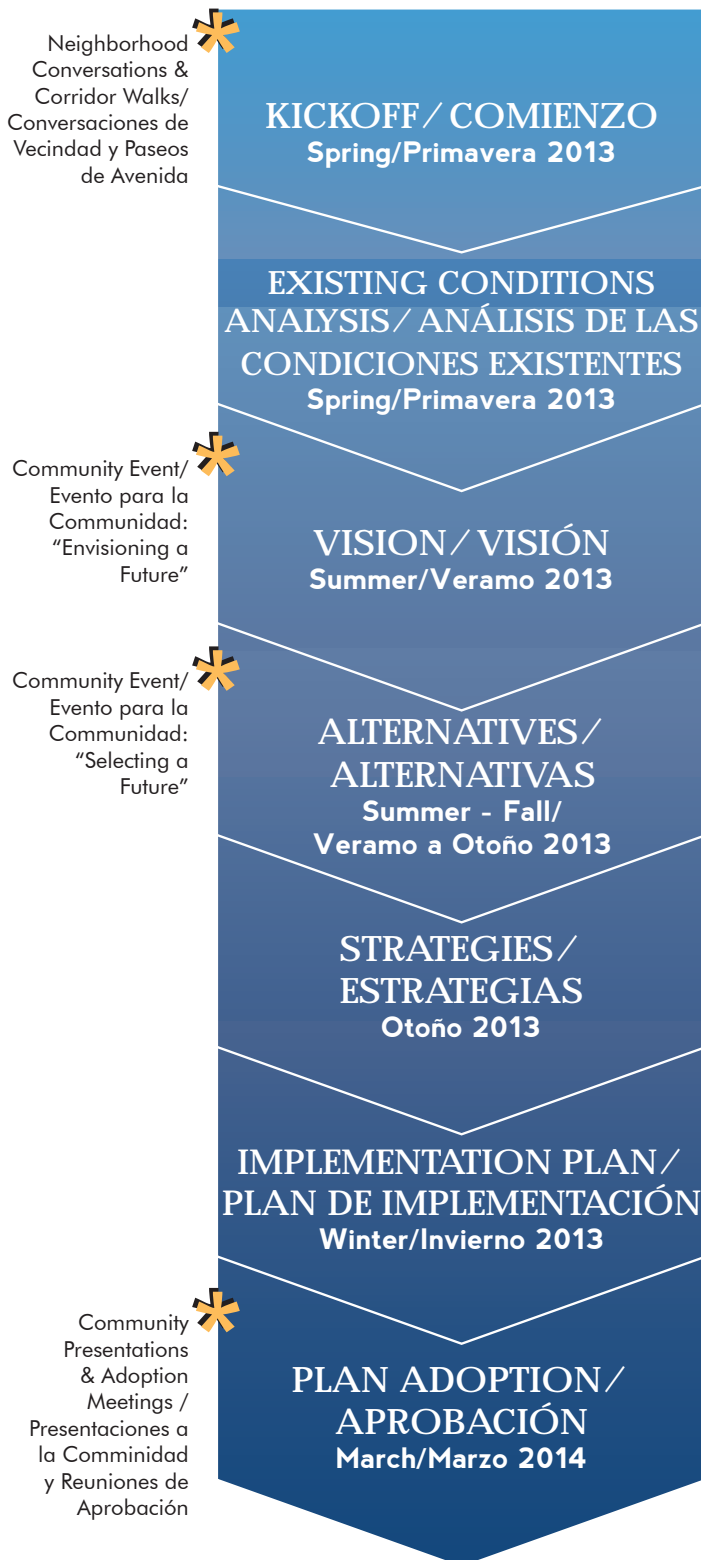 Neighborhood
Conversations &
Corridor Walks/
Conversaciones de
Vecindad y Paseos
de Avenida
KICKOFF / COMIENZO
Spring/Primavera 2013
EXISTING CONDITIONS
ANALYSIS / ANÁLISIS DE LAS
CONDICIONES EXISTENTES
Spring/Primavera 2013
Community Event/
Evento para la
Communidad:
“Envisioning a
Future”
VISION / VISIÓN
Summer/Veramo 2013
Community Event/
Evento para la
Communidad:
“Selecting a
Future”
ALTERNATIVES /
ALTERNATIVAS
Summer - Fall/
Veramo a Otoño 2013
STRATEGIES /
ESTRATEGIAS
Otoño 2013
IMPLEMENTATION PLAN /
PLAN DE IMPLEMENTACIÓN
Winter/Invierno 2013
Community
Presentations
& Adoption
Meetings /
Presentaciones a
la Comminidad
y Reuniones de
Aprobación
PLAN ADOPTION /
APROBACIÓN
March/Marzo 2014